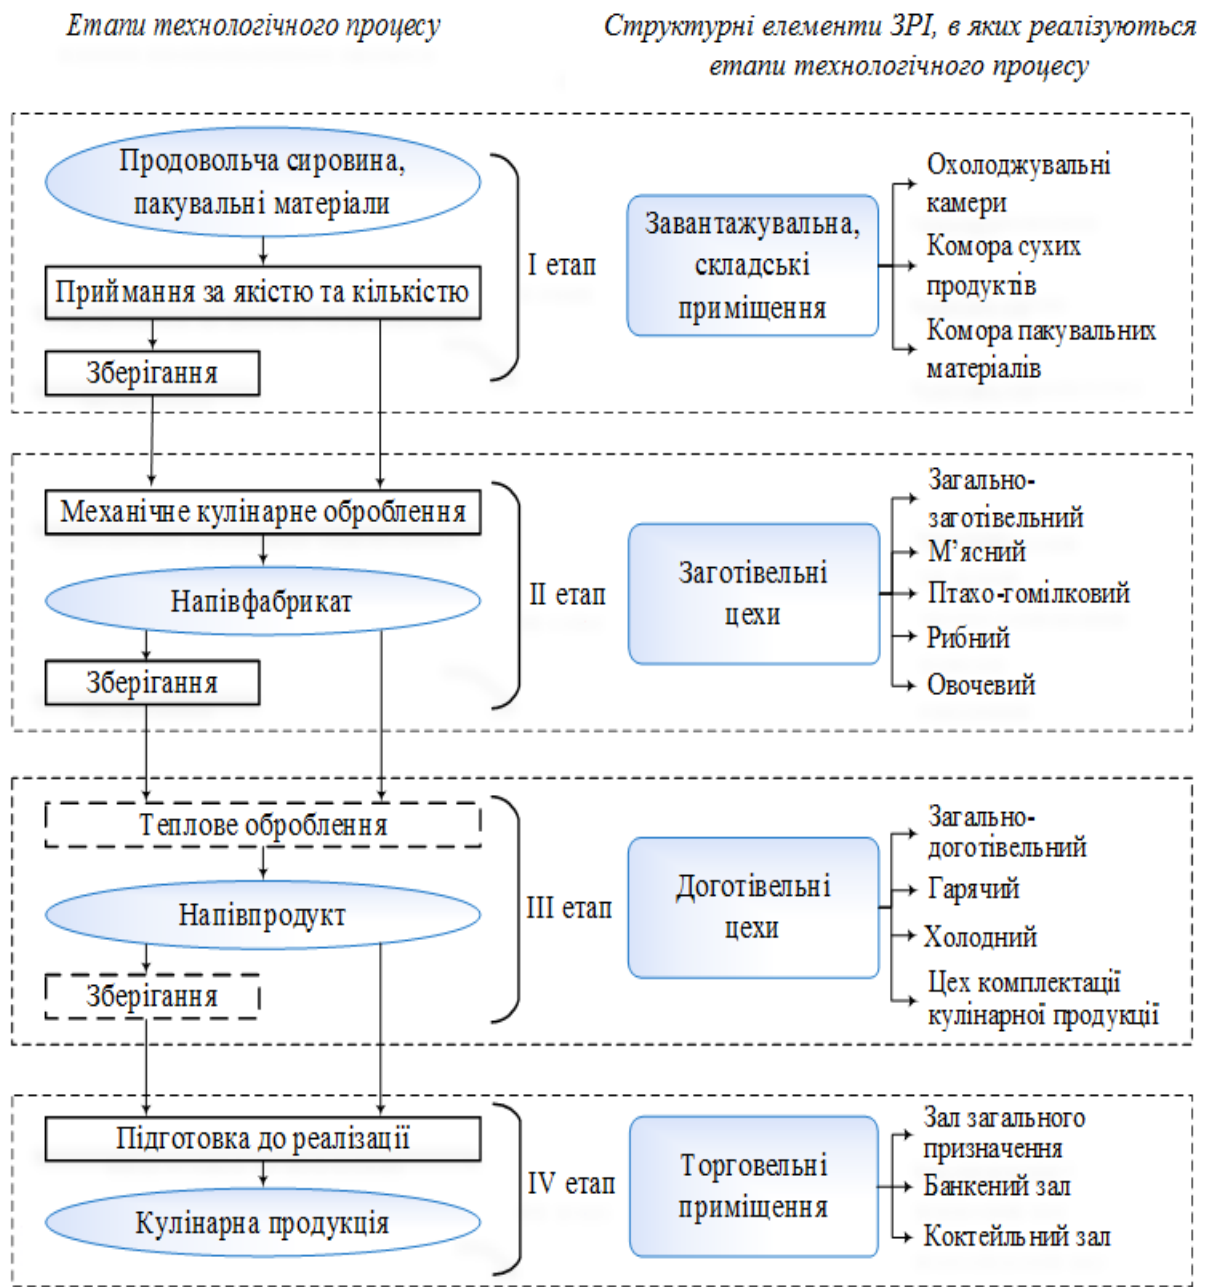 Етапи технологічного процесу
Структурні елементи ЗРІ, в яких реалізуються
етапи технологічного процесу
Продовольча сировина,
пакувальні матеріали
Приймання за якістю та кількістю
Зберігання
І етап
Завантажувальна,
складські
приміщення
Охолоджувальні
камери
Комора сухих
продуктів
Комора пакувальних
матеріалів
Механічне кулінарне оброблення
Напівфабрикат
Зберігання
ІІ етап
Заготівельні
цехи
Загально-
заготівельний
М’ясний
Птахо-гомілковий
Рибний
Овочевий
Теплове оброблення
Напівпродукт
Зберігання
ІІІ етап
Доготівельні
цехи
Загально-
доготівельний
Гарячий
Холодний
Цех комплектації
кулінарної продукції
Підготовка до реалізації
Кулінарна продукція
IV етап
Торговельні
приміщення
Зал загального
призначення
Банкений зал
Коктейльний зал